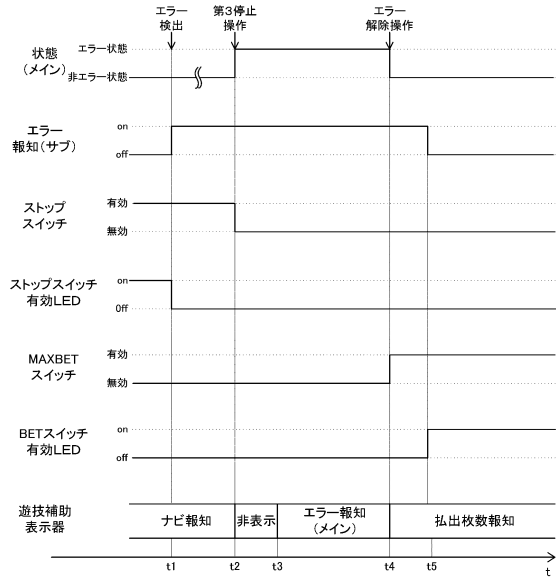 エラー
検出
第3停止
操作
エラー
解除操作
状態
(メイン)
エラー状態
非エラー状態
エラー
報知(サブ)
on
off
ストップ
スイッチ
有効
無効
ストップスイッチ
有効LED
on
Off
MAXBET
スイッチ
有効
無効
BETスイッチ
有効LED
on
off
遊技補助
表示器
ナビ報知
非表示
エラー報知
(メイン)
払出枚数報知
t1
t2
t3
t4
t5
t